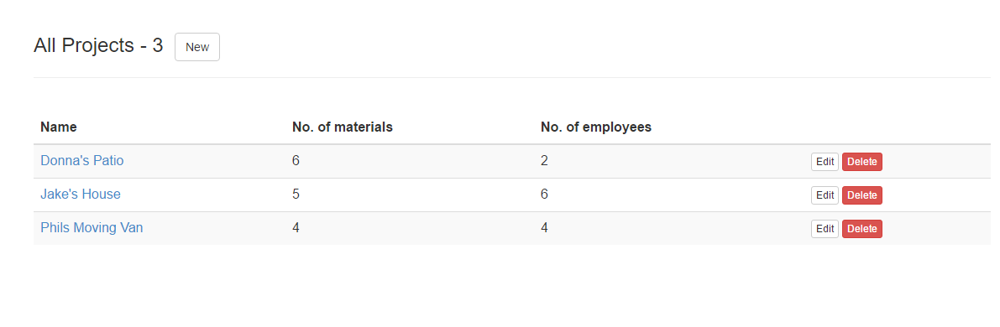 All Projects - 3 New
Name No. of materials No. of employees
Donna's Patio 6 2 Edit Delete
Jake's House 5 6 Edit Delete
Phils Moving Van 4 4 Edit Delete